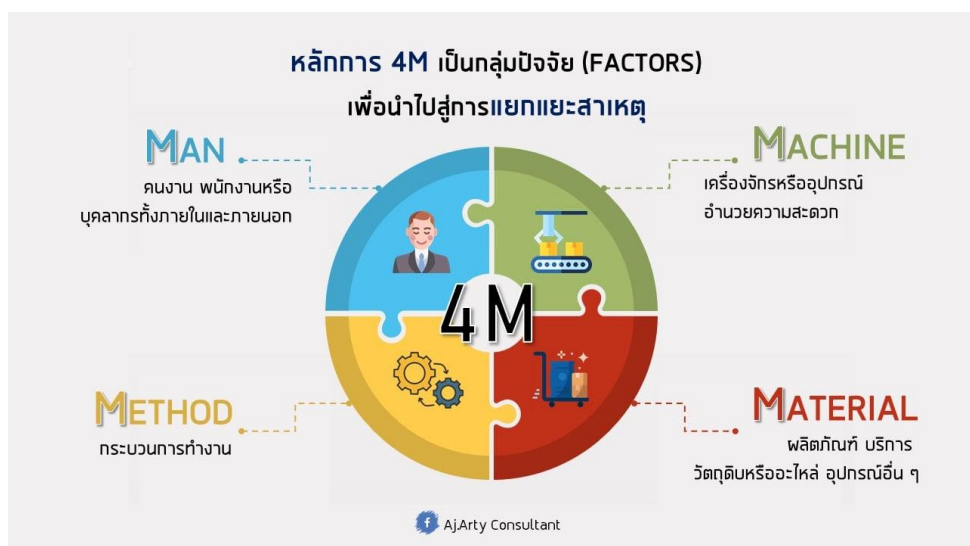 หลักการ 4M เป็นกลุ่มปัจจัย (FACTORS)
เพื่อนำไปสู่การแยกแยะสาเหตุ
MAN
คนงาน พนักงานหรือ
บุคลากรทั้งภายในและภายนอก
MACHINE
เครื่องจักรหรืออุปกรณ์
อำนวยความสะดวก
4M
METHOD
กระบวนการทำงาน
MATERIAL
ผลิตภัณฑ์ บริการ
วัตถุดิบหรืออะไหล่ อุปกรณ์อื่น ๆ
f Aj.Arty Consultant